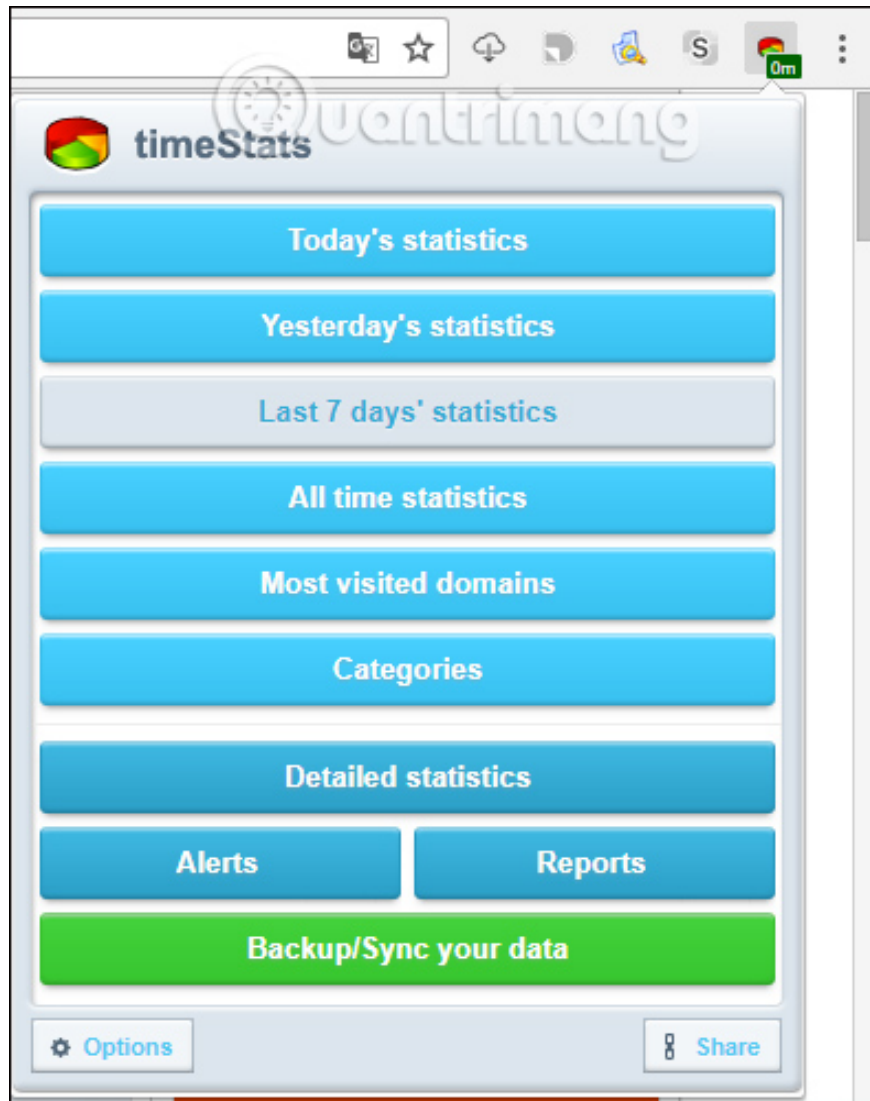 S
0m
Quantrimang
timeStats
Today's statistics
Yesterday's statistics
Last 7 days' statistics
All time statistics
Most visited domains
Categories
Detailed statistics
Alerts Reports
Backup/Sync your data
Options Share